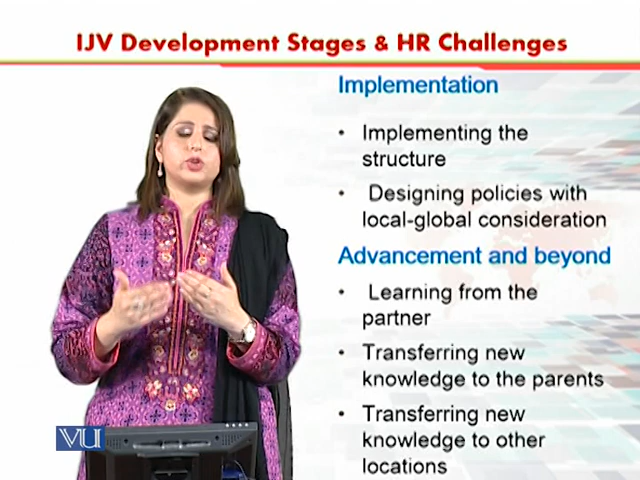 IJV Development Stages & HR Challenges
Implementation
• Implementing the
structure
• Designing policies with
local-global consideration
Advancement and beyond
• Learning from the
partner
• Transferring new
knowledge to the parents
• Transferring new
knowledge to other
locations
VU